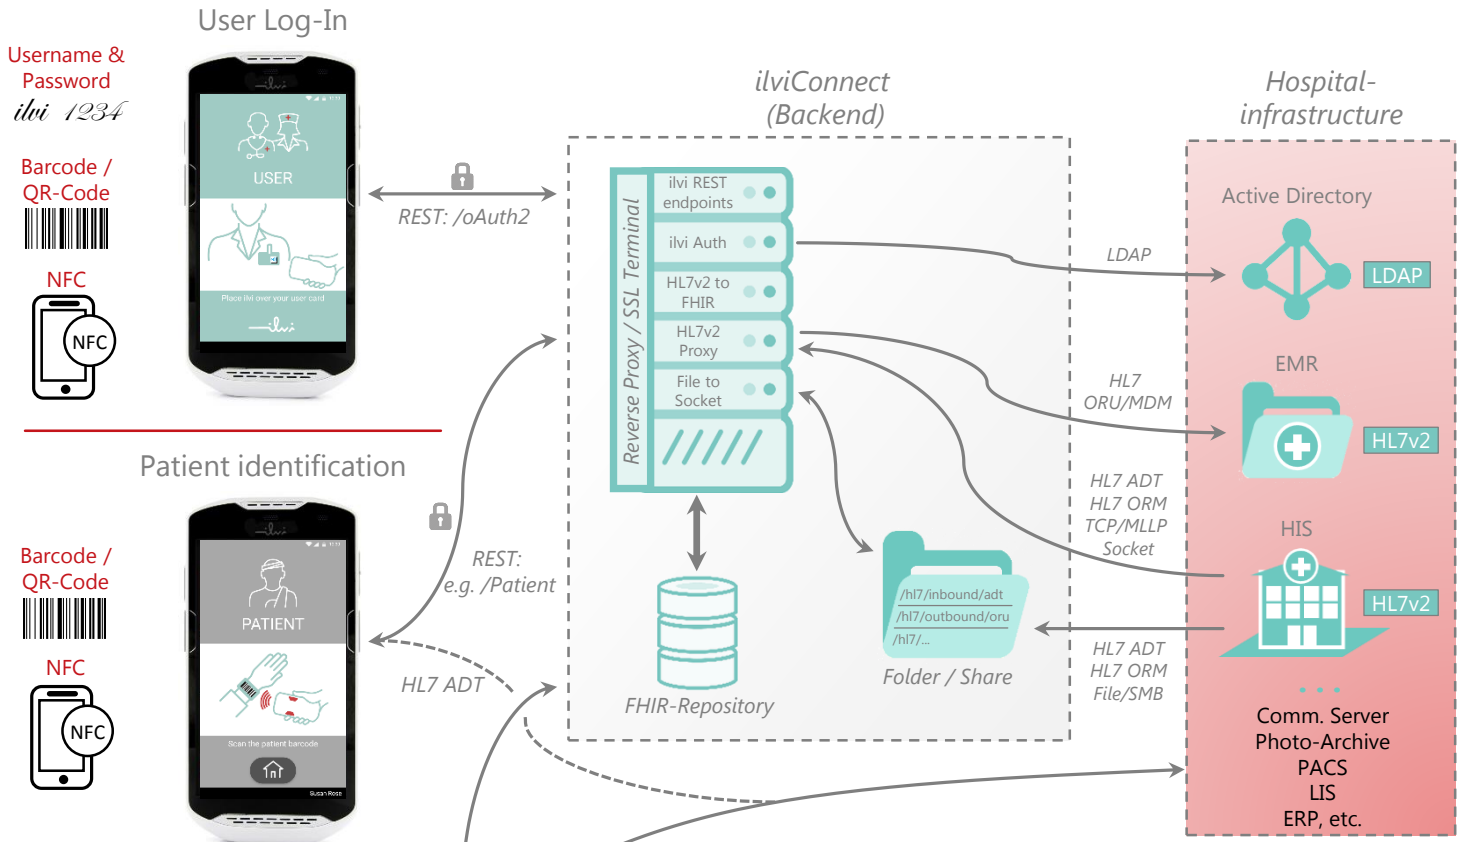 User Log-In
Username &
Password
ilvi 1234
Barcode /
QR-Code
NFC
NFC
ilvi
USER
Place ilvi over your user card
ilvi
REST: /oAuth2
Patient identification
Barcode /
QR-Code
NFC
NFC
ilvi
PATIENT
Scan the patient barcode
Susan Rose
REST:
e.g. /Patient
HL7 ADT
ilviConnect
(Backend)
Reverse Proxy / SSL Terminal
ilvi REST
endpoints
ilvi Auth
HL7v2 to
FHIR
HL7v2
Proxy
File to
Socket
FHIR-Repository
/hl7/inbound/adt
/hl7/outbound/oru
/hl7/...
Folder / Share
LDAP
HL7
ORU/MDM
HL7 ADT
HL7 ORM
TCP/MLLP
Socket
HL7 ADT
HL7 ORM
File/SMB
Hospital-
infrastructure
Active Directory
LDAP
EMR
HL7v2
HIS
HL7v2
...
Comm. Server
Photo-Archive
PACS
LIS
ERP, etc.